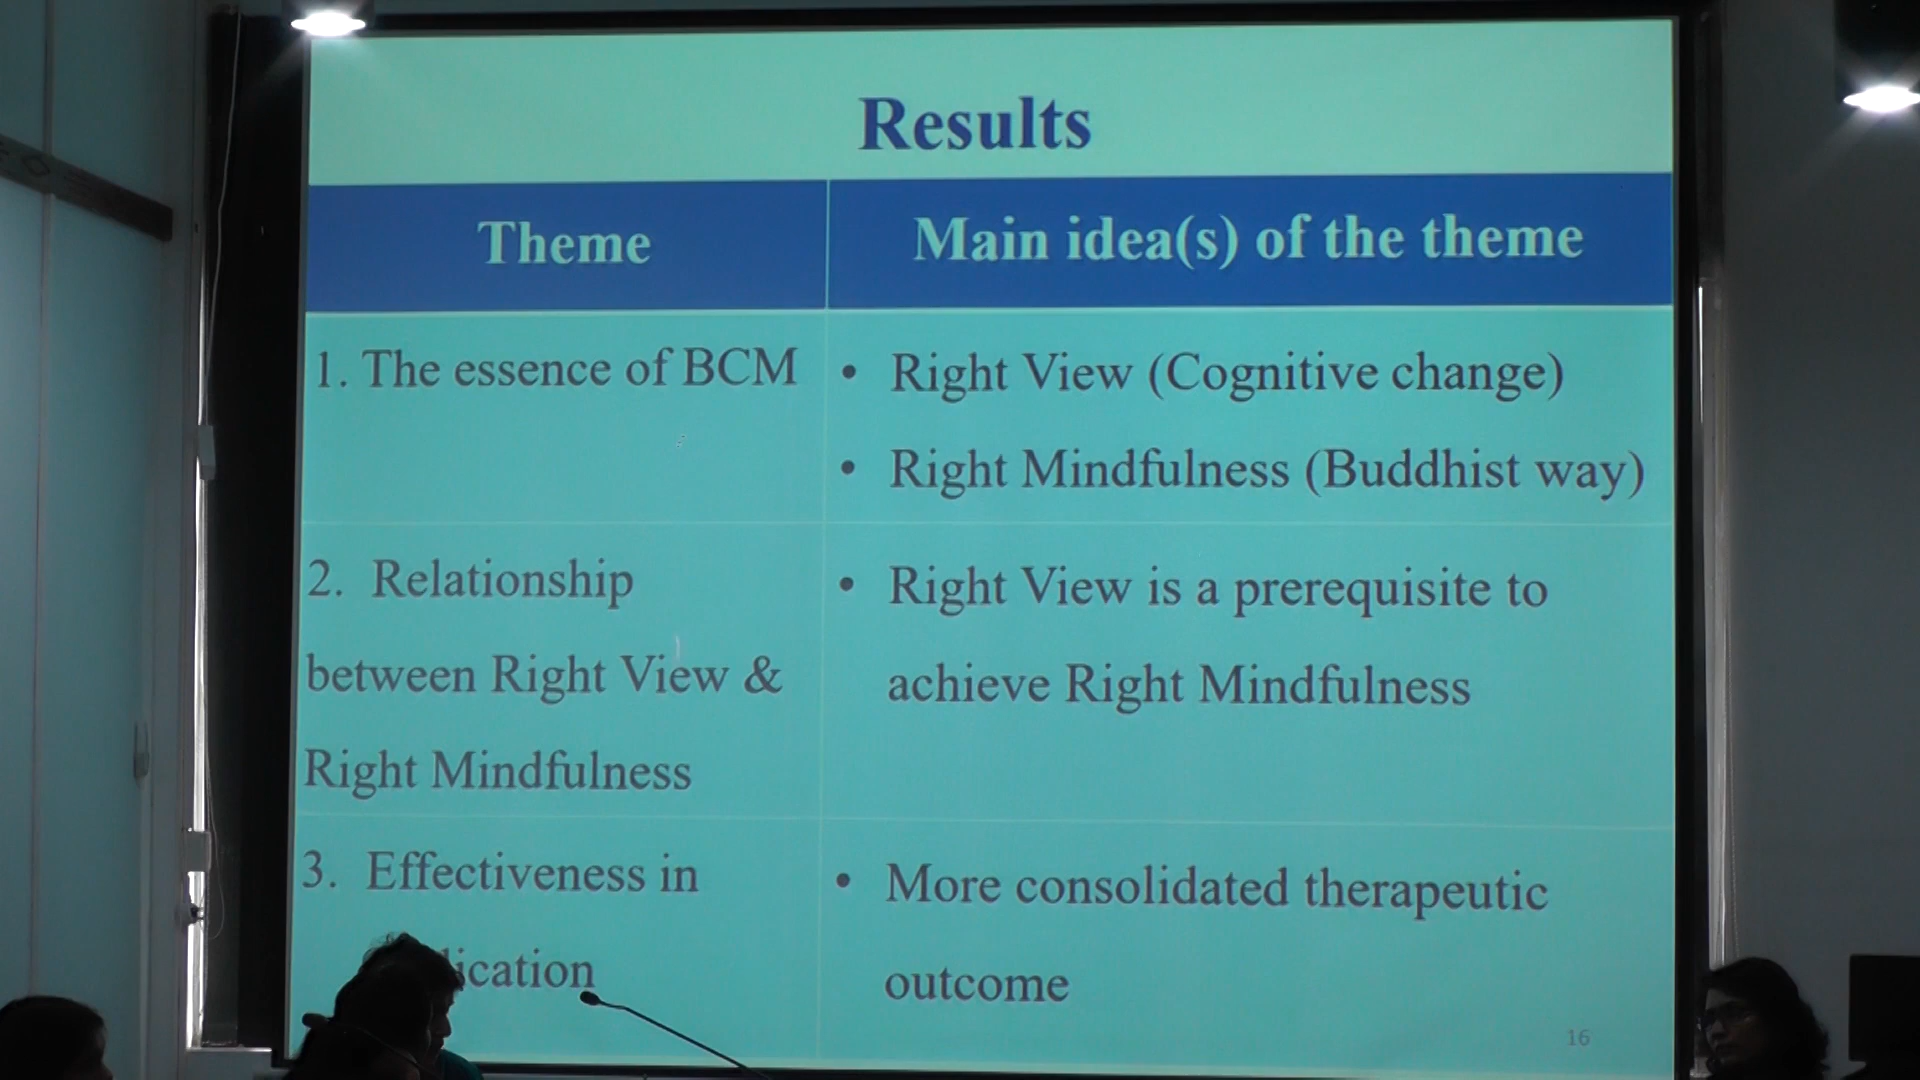 Results
Theme
Main idea(s) of the theme
1. The essence of BCM
• Right View (Cognitive change)
• Right Mindfulness (Buddhist way)
2. Relationship
between Right View &
Right Mindfulness
• Right View is a prerequisite to
achieve Right Mindfulness
3. Effectiveness in
• More consolidated therapeutic
outcome
16